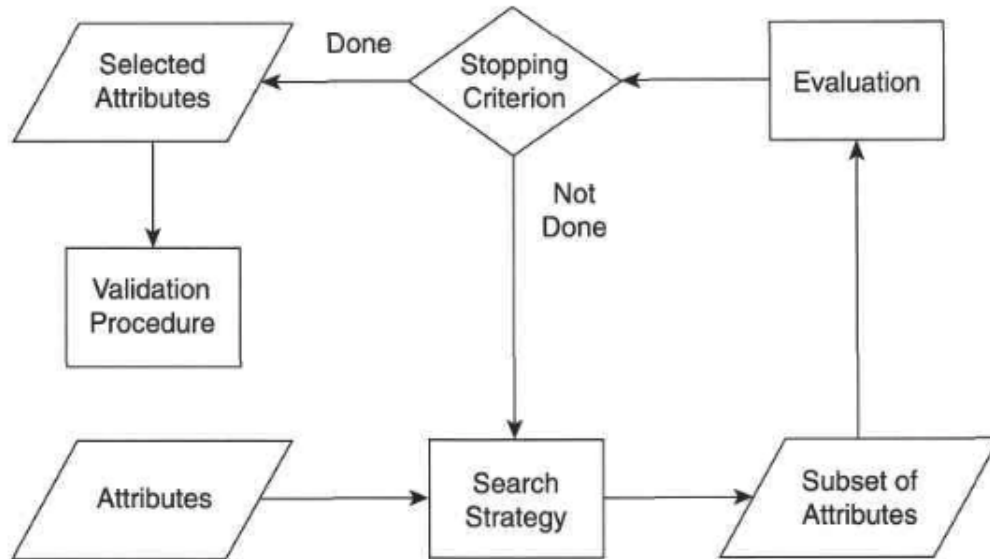 Done
Selected
Attributes
Stopping
Criterion
Evaluation
Not
Done
Validation
Procedure
Attributes
Search
Strategy
Subset of
Attributes